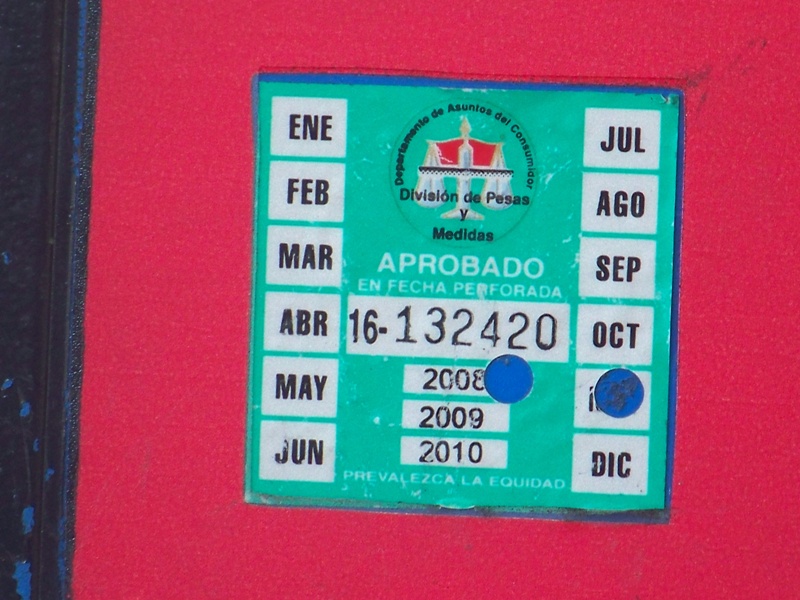 ENE
FEB
MAR
ABR
MAY
JUN
Departamento de Asuntos del Consumidor
División de Pesas
y
Medidas
APROBADO
EN FECHA PERFORADA
16-132420
2008
2009
2010
PREVALEZCA LA EQUIDAD
JUL
AGO
SEP
OCT
DIC